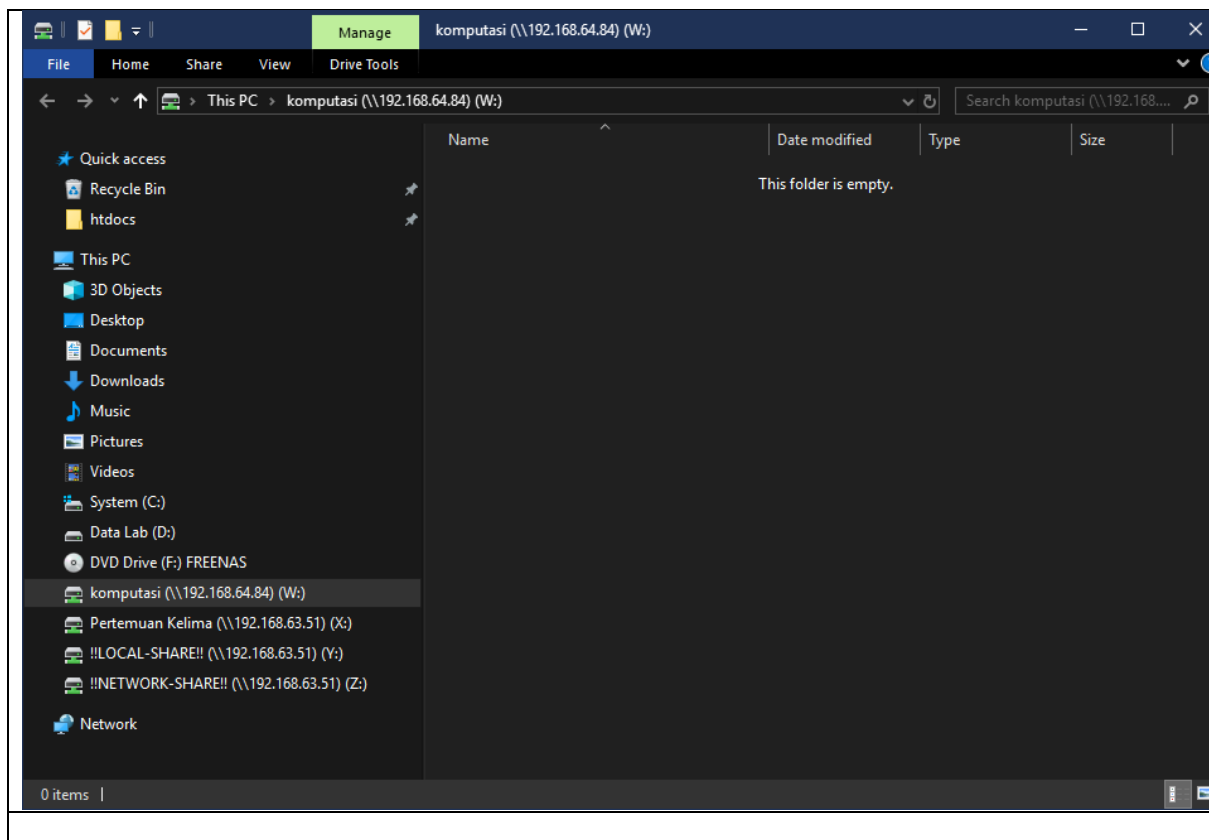 Manage komputasi (\\192.168.64.84) (W:)
File Home Share View Drive Tools
This PC > komputasi (\\192.168.64.84) (W:) Search komputasi (\\192.168....
Name Date modified Type Size
This folder is empty.
Quick access
Recycle Bin
htdocs
This PC
3D Objects
Desktop
Documents
Downloads
Music
Pictures
Videos
System (C:)
Data Lab (D:)
DVD Drive (F:) FREENAS
komputasi (\\192.168.64.84) (W:)
Pertemuan Kelima (\\192.168.63.51) (X:)
!!LOCAL-SHARE!! (\\192.168.63.51) (Y:)
!!NETWORK-SHARE!! (\\192.168.63.51) (Z:)
Network
0 items